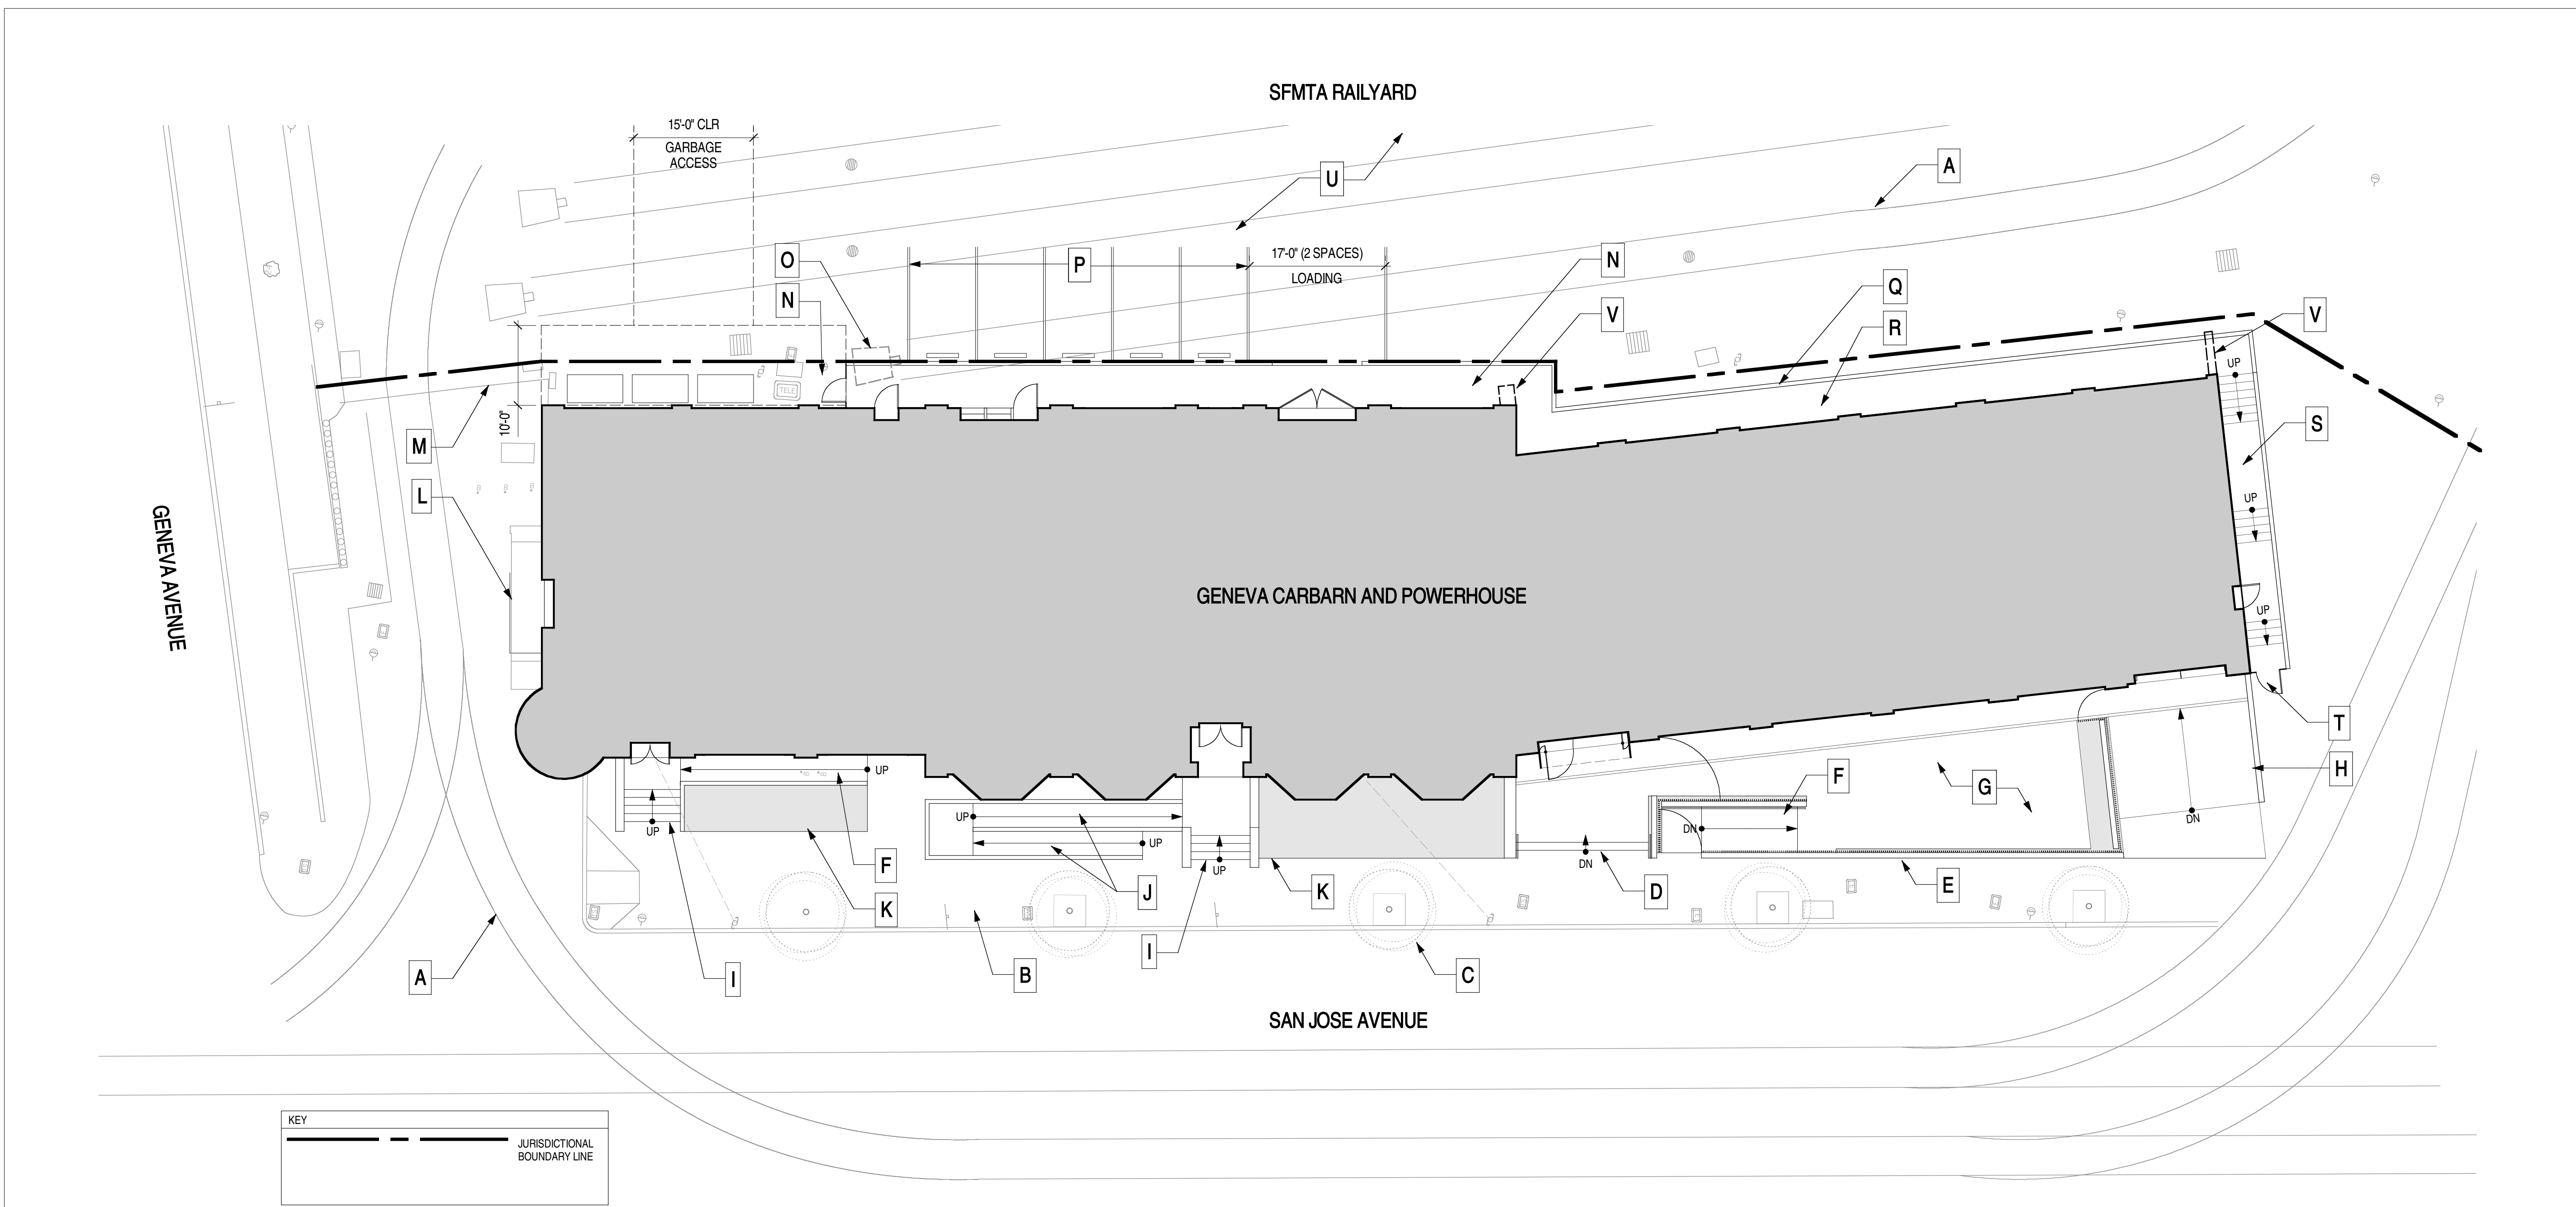 SFMTA RAILYARD
15'-0" CLR
GARBAGE
ACCESS
U
A
O
P
17'-0" (2 SPACES)
LOADING
N
N
Q
V
R
V
UP
TELE
10'-0"
M
S
L
UP
GENEVA AVENUE
GENEVA CARBARN AND POWERHOUSE
UP
T
H
UP
F
G
UP
UP
DN
DN
UP
UP
DN
F
J
K
D
E
K
I
A
I
B
C
SAN JOSE AVENUE
KEY
JURISDICTIONAL
BOUNDARY LINE